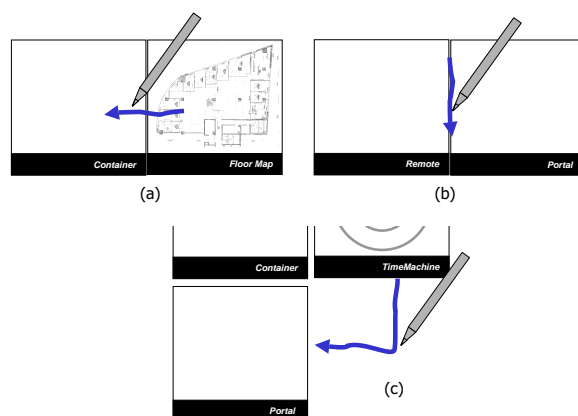 Container
Floor Map
(a)
Remote
Portal
(b)
Container
TimeMachine
Portal
(c)